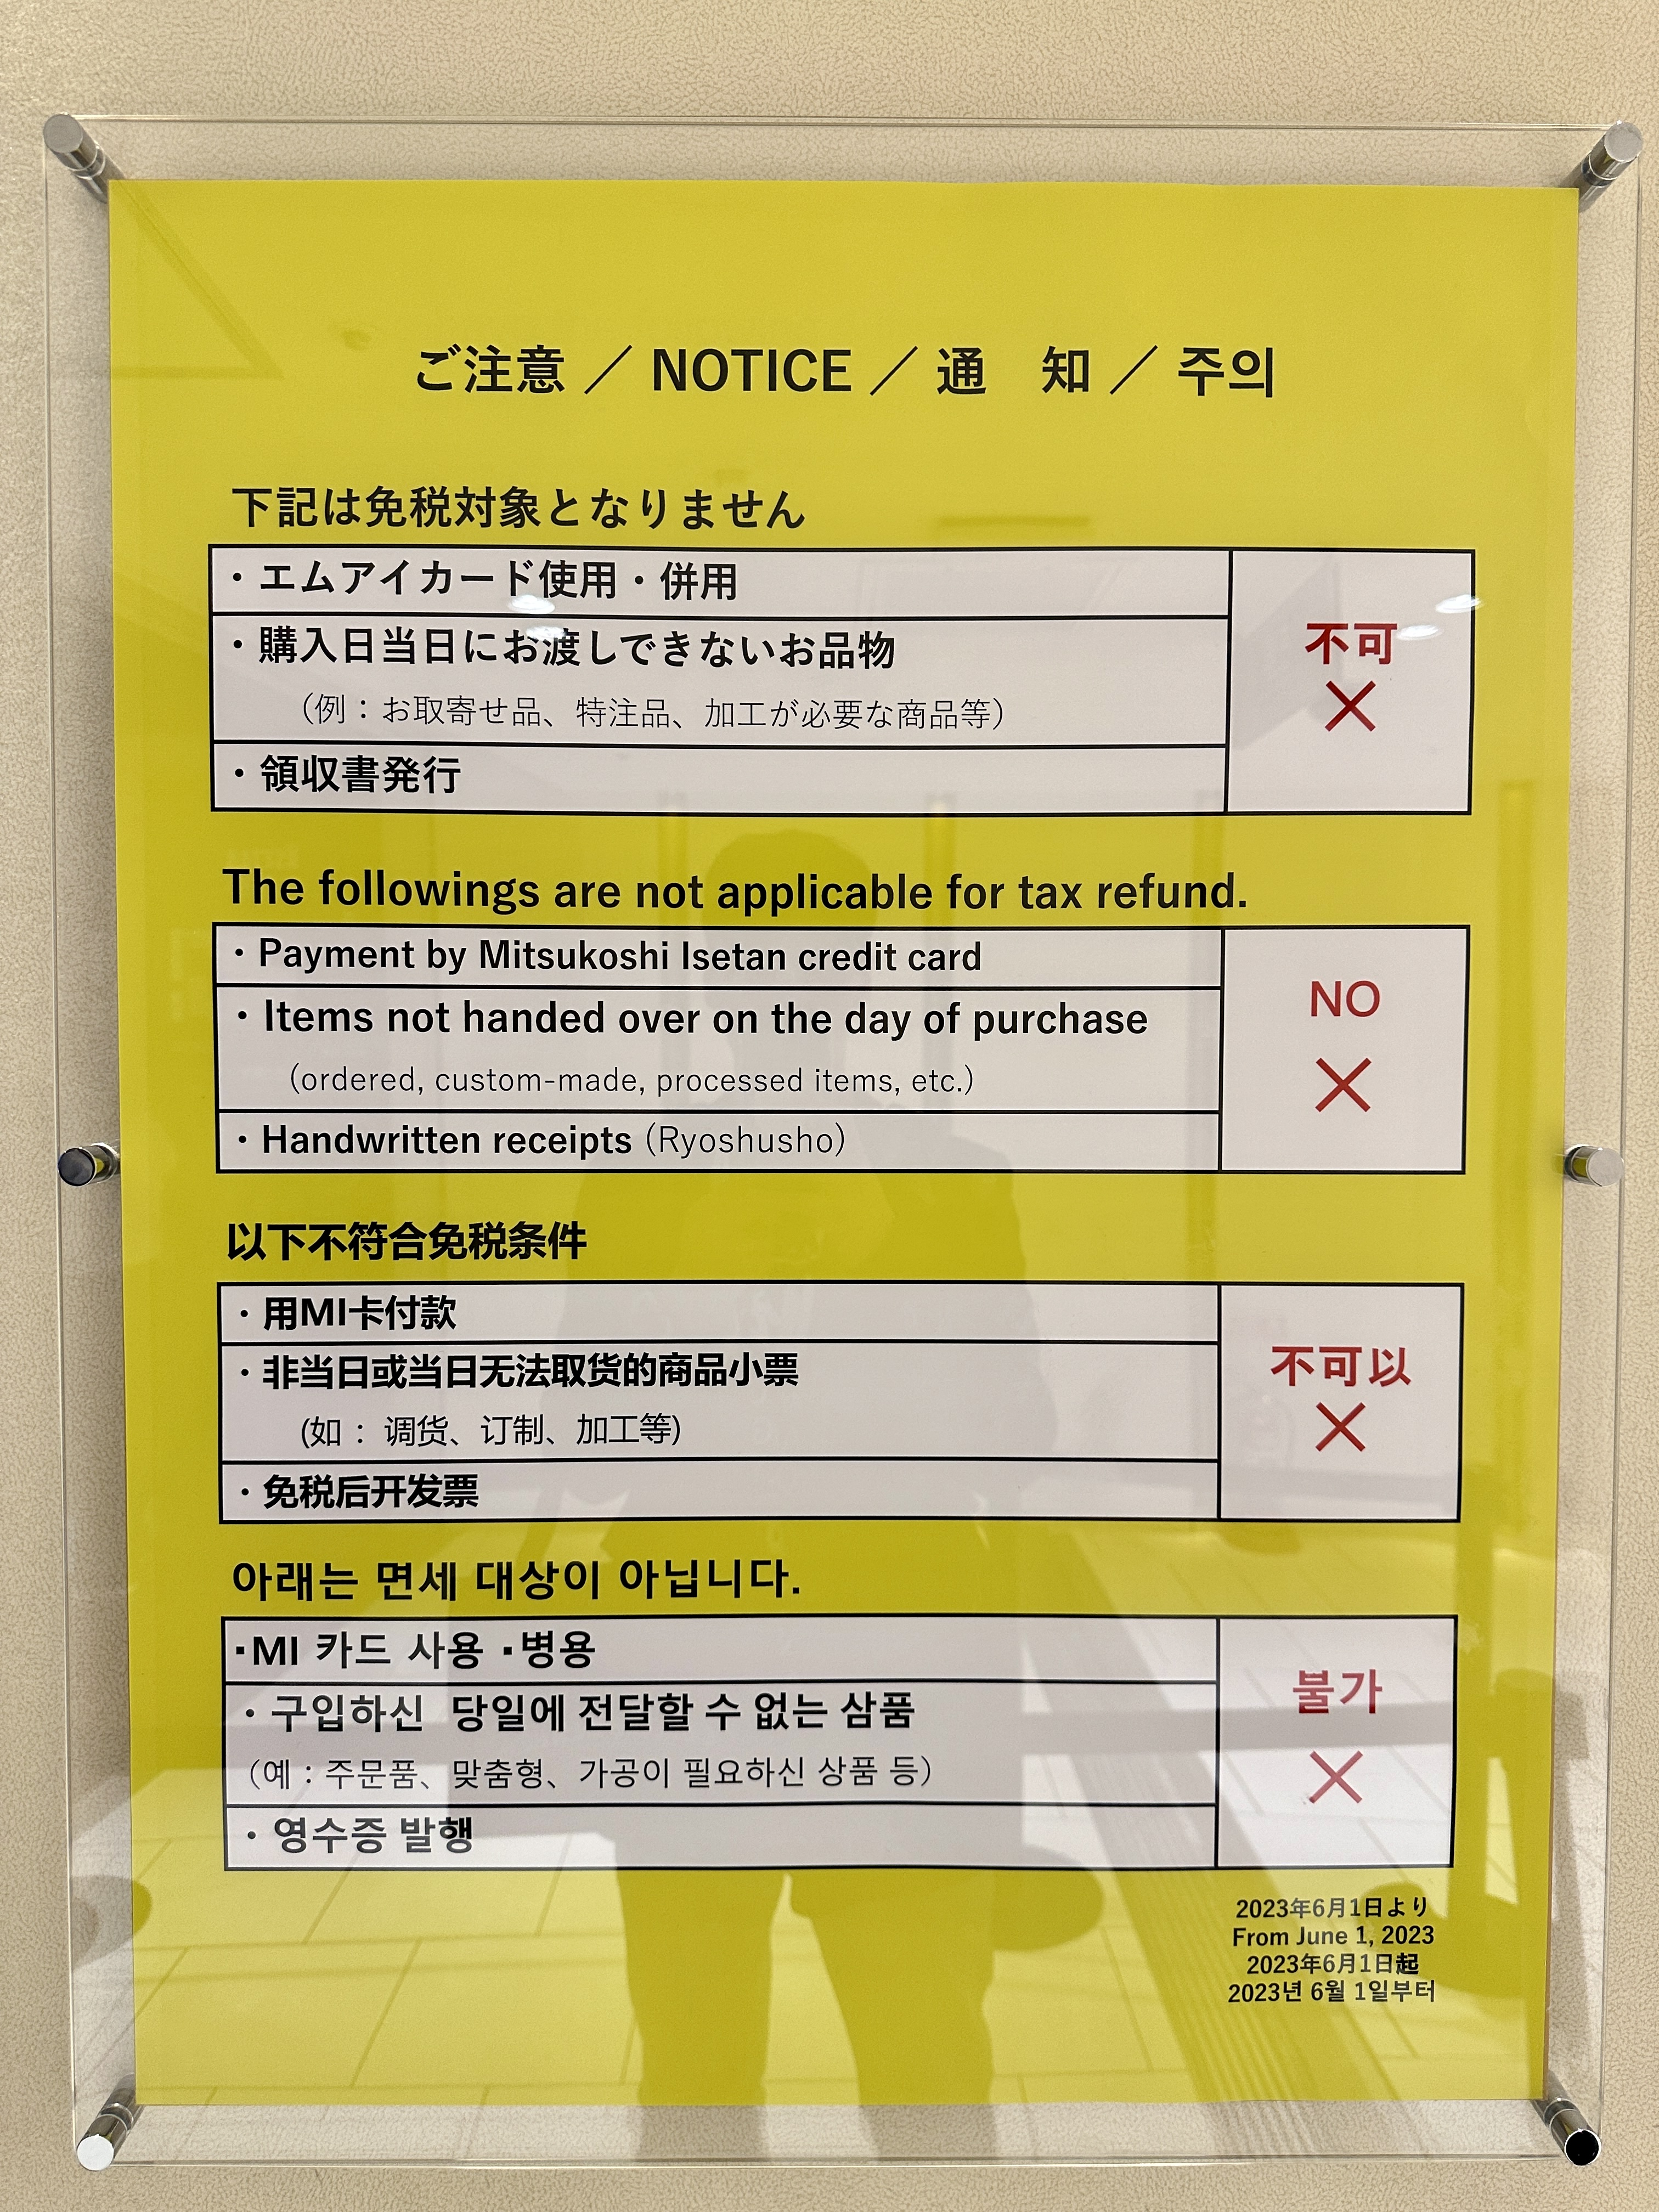 ご注意 ／ NOTICE ／ 通　知 ／ 주의
下記は免税対象となりません
・エムアイカード使用・併用
・購入日当日にお渡しできないお品物
（例：お取寄せ品、特注品、加工が必要な商品等）
・領収書発行
不可
×
The followings are not applicable for tax refund.
・Payment by Mitsukoshi Isetan credit card
・Items not handed over on the day of purchase
（ordered, custom-made, processed items, etc.）
・Handwritten receipts（Ryoshusho）
NO
×
以下不符合免税条件
・用MI卡付款
・非当日或当日无法取货的商品小票
(如： 调货、订制、加工等)
・免税后开发票
不可以
×
아래는 면세 대상이 아닙니다.
·MI 카드 사용 ·병용
・구입하신  당일에 전달할 수 없는 삼품
（예：주문품、맞춤형、가공이 필요하신 상품 등）
・영수증 발행
불가
×
2023年6月1日より
From June 1, 2023
2023年6月1日起
2023년 6월 1일부터